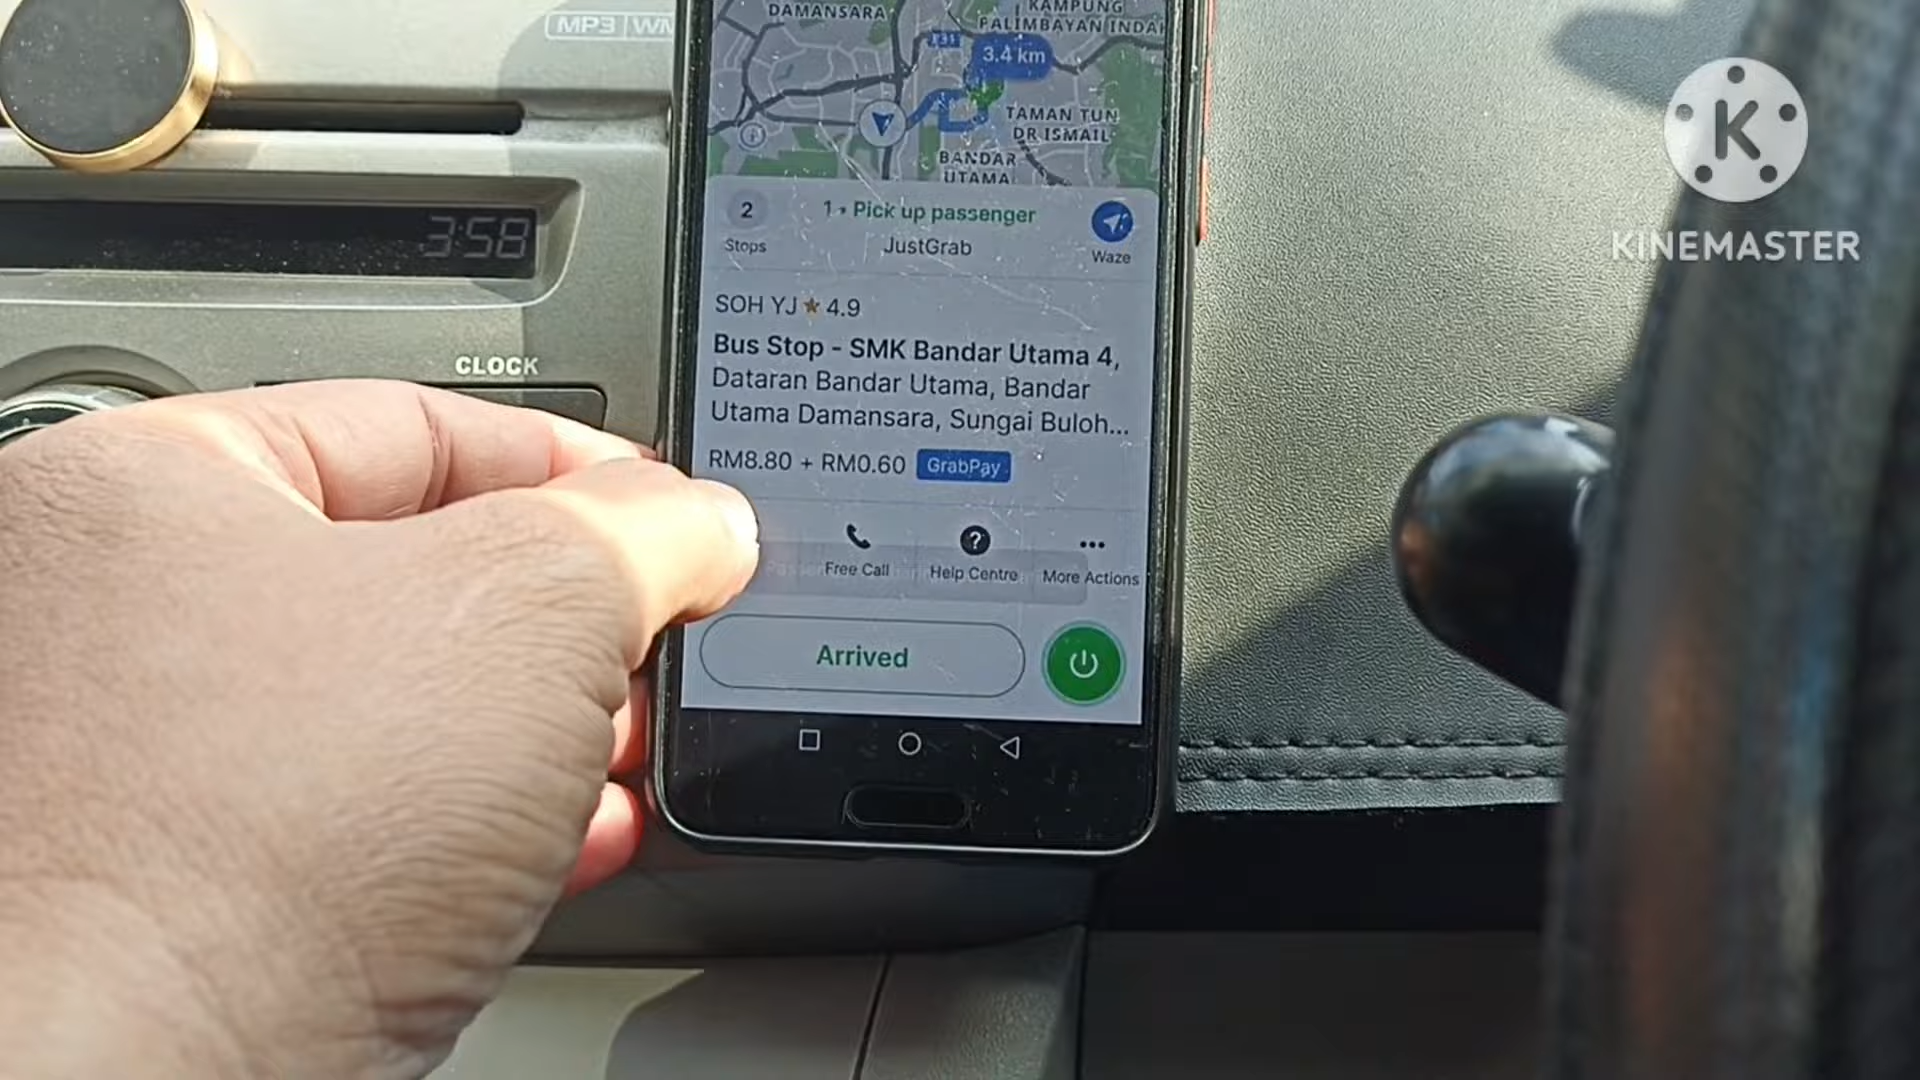 MP3 WM
DAMANSARA
KAMPUNG
PALIMBAYAN INDAH
E31
3.4 km
TAMAN TUN
DR ISMAIL
BANDAR
UTAMA
3:58
2
Stops
1 • Pick up passenger
JustGrab
Waze
SOH YJ ★ 4.9
Bus Stop - SMK Bandar Utama 4,
Dataran Bandar Utama, Bandar
Utama Damansara, Sungai Buloh...
RM8.80 + RM0.60 GrabPay
CLOCK
Free Call
Help Centre
More Actions
Arrived
K
KINEMASTER